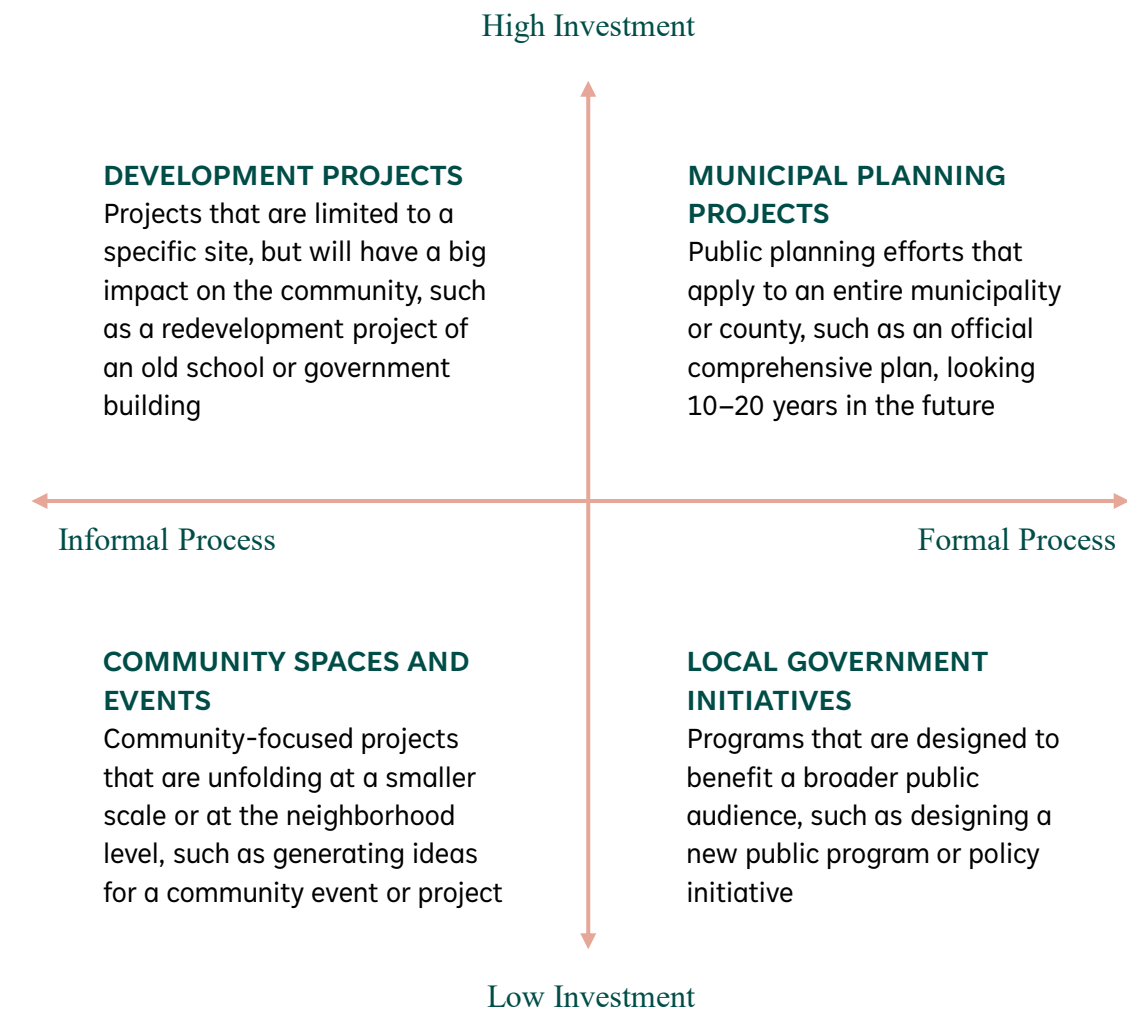 High Investment
DEVELOPMENT PROJECTS
Projects that are limited to a
specific site, but will have a big
impact on the community, such
as a redevelopment project of
an old school or government
building
MUNICIPAL PLANNING
PROJECTS
Public planning efforts that
apply to an entire municipality
or county, such as an official
comprehensive plan, looking
10–20 years in the future
Informal Process
Formal Process
COMMUNITY SPACES AND
EVENTS
Community-focused projects
that are unfolding at a smaller
scale or at the neighborhood
level, such as generating ideas
for a community event or project
LOCAL GOVERNMENT
INITIATIVES
Programs that are designed to
benefit a broader public
audience, such as designing a
new public program or policy
initiative
Low Investment